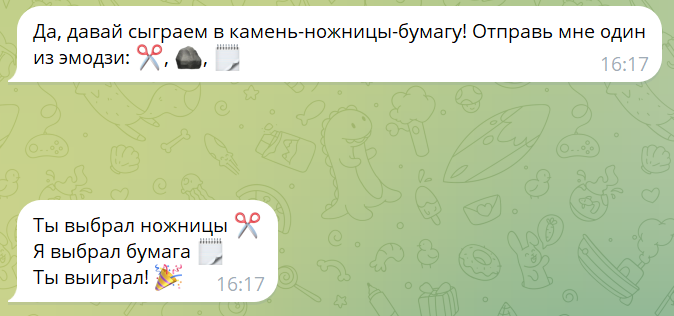 Да, давай сыграем в камень-ножницы-бумагу! Отправь мне один
из эмодзи: ✂️, 🪨, 🗒️
16:17
Ты выбрал ножницы ✂️
Я выбрал бумага 🗒️
Ты выиграл! 🎉
16:17